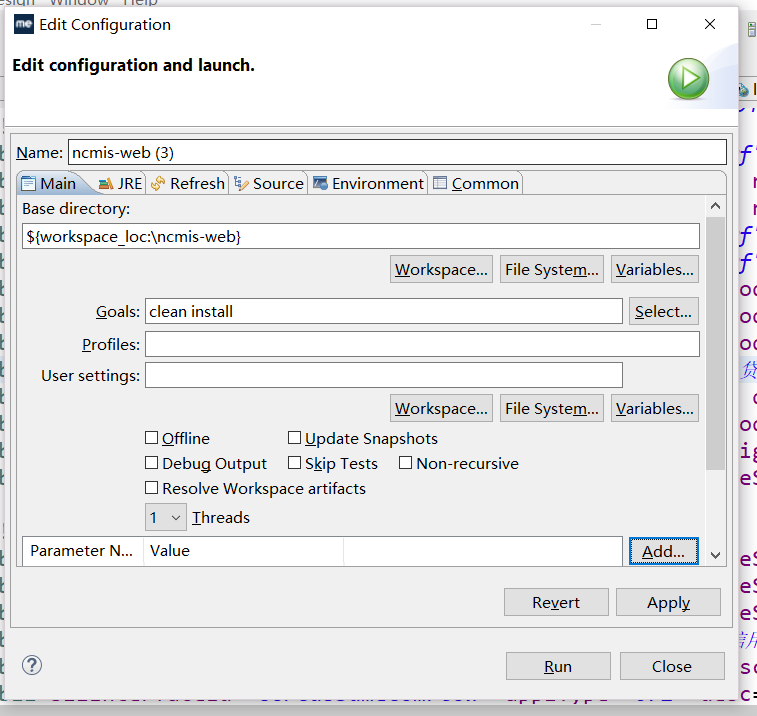 Window Help
me Edit Configuration
Edit configuration and launch.
Name: ncmis-web (3)
Main JRE Refresh Source Environment Common
Base directory:
${workspace_loc:\ncmis-web}
Workspace... File System... Variables...
Goals: clean install Select...
Profiles:
User settings:
Workspace... File System... Variables...
Offline Update Snapshots
Debug Output Skip Tests Non-recursive
Resolve Workspace artifacts
1 Threads
Parameter N... Value Add...
Revert Apply
? Run Close